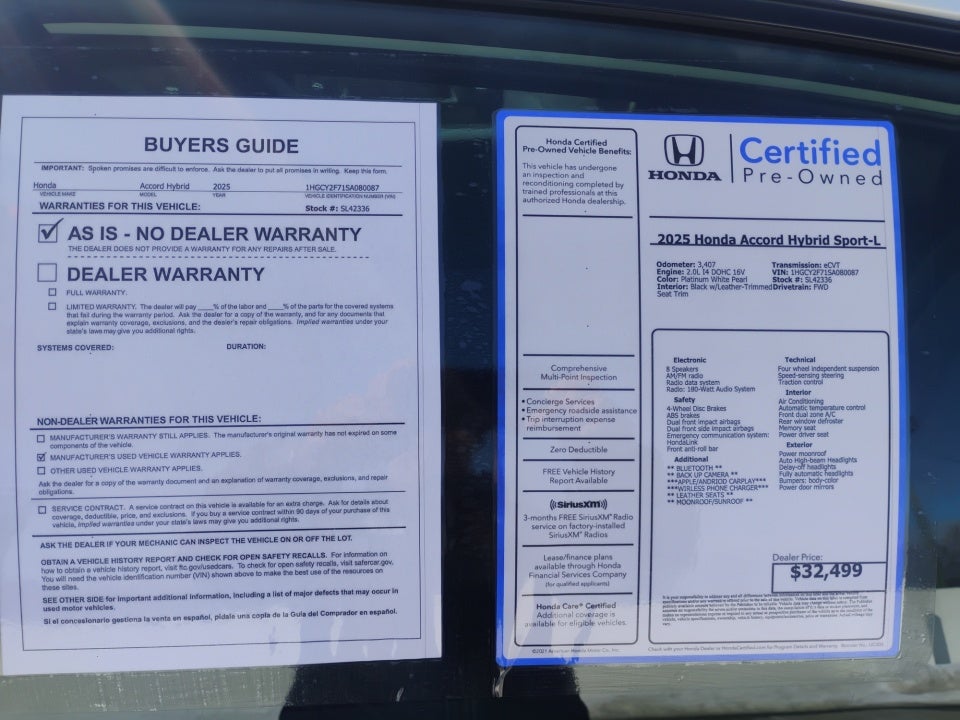 BUYERS GUIDE
IMPORTANT: Spoken promises are difficult to enforce. Ask the dealer to put all promises in writing. Keep this form.
Honda Accord Hybrid 2025 1HGCY2F71SA080087
VEHICLE MAKE MODEL YEAR VEHICLE IDENTIFICATION NUMBER (VIN)
WARRANTIES FOR THIS VEHICLE: Stock #: SL42336
AS IS - NO DEALER WARRANTY
THE DEALER DOES NOT PROVIDE A WARRANTY FOR ANY REPAIRS AFTER SALE.
DEALER WARRANTY
FULL WARRANTY.
LIMITED WARRANTY. The dealer will pay ____% of the labor and ____% of the parts for the covered systems
that fail during the warranty period. Ask the dealer for a copy of the warranty, and for any documents that
explain warranty coverage, exclusions, and the dealer's repair obligations. Implied warranties under your
state's laws may give you additional rights.
SYSTEMS COVERED: DURATION:
NON-DEALER WARRANTIES FOR THIS VEHICLE:
MANUFACTURER'S WARRANTY STILL APPLIES. The manufacturer's original warranty has not expired on some
components of the vehicle.
MANUFACTURER'S USED VEHICLE WARRANTY APPLIES.
OTHER USED VEHICLE WARRANTY APPLIES.
Ask the dealer for a copy of the warranty document and an explanation of warranty coverage, exclusions, and repair
obligations.
SERVICE CONTRACT. A service contract on this vehicle is available for an extra charge. Ask for details about
coverage, deductible, price, and exclusions. If you buy a service contract within 90 days of your purchase of this
vehicle, implied warranties under your state's laws may give you additional rights.
ASK THE DEALER IF YOUR MECHANIC CAN INSPECT THE VEHICLE ON OR OFF THE LOT.
OBTAIN A VEHICLE HISTORY REPORT AND CHECK FOR OPEN SAFETY RECALLS. For information on
how to obtain a vehicle history report, visit ftc.gov/usedcars. To check for open safety recalls, visit safercar.gov.
You will need the vehicle identification number (VIN) shown above to make the best use of the resources on
these sites.
SEE OTHER SIDE for important additional information, including a list of major defects that may occur in
used motor vehicles.
Si el concesionario gestiona la venta en español, pídale una copia de la Guía del Comprador en español.
Honda Certified
Pre-Owned Vehicle Benefits:
This vehicle has undergone
an inspection and
reconditioning completed by
trained professionals at this
authorized Honda dealership.
Comprehensive
Multi-Point Inspection
• Concierge Services
• Emergency roadside assistance
• Trip interruption expense
reimbursement
Zero Deductible
FREE Vehicle History
Report Available
SiriusXM
3-months FREE SiriusXM® Radio
service on factory-installed
SiriusXM® Radios
Lease/finance plans
available through Honda
Financial Services Company
(for qualified applicants)
Honda Care® Certified
Additional coverage is
available for eligible vehicles.
©2021 American Honda Motor Co., Inc.
HONDA
Certified
Pre-Owned
2025 Honda Accord Hybrid Sport-L
Odometer: 3,407 Transmission: eCVT
Engine: 2.0L I4 DOHC 16V VIN: 1HGCY2F71SA080087
Color: Platinum White Pearl Stock #: SL42336
Interior: Black w/Leather-Trimmed Drivetrain: FWD
Seat Trim
Electronic
8 Speakers
AM/FM radio
Radio data system
Radio: 180-Watt Audio System
Safety
4-Wheel Disc Brakes
ABS brakes
Dual front impact airbags
Dual front side impact airbags
Emergency communication system:
HondaLink
Front anti-roll bar
Additional
** BLUETOOTH **
** BACK UP CAMERA **
***APPLE/ANDRIOD CARPLAY***
***WIRLESS PHONE CHARGER***
** LEATHER SEATS **
** MOONROOF/SUNROOF **
Technical
Four wheel independent suspension
Speed-sensing steering
Traction control
Interior
Air Conditioning
Automatic temperature control
Front dual zone A/C
Rear window defroster
Memory seat
Power driver seat
Exterior
Power moonroof
Auto High-beam Headlights
Delay-off headlights
Fully automatic headlights
Bumpers: body-color
Power door mirrors
Dealer Price:
$32,499
Check with your Honda Dealer or HondaCertified.com for Program Details and Warranty.